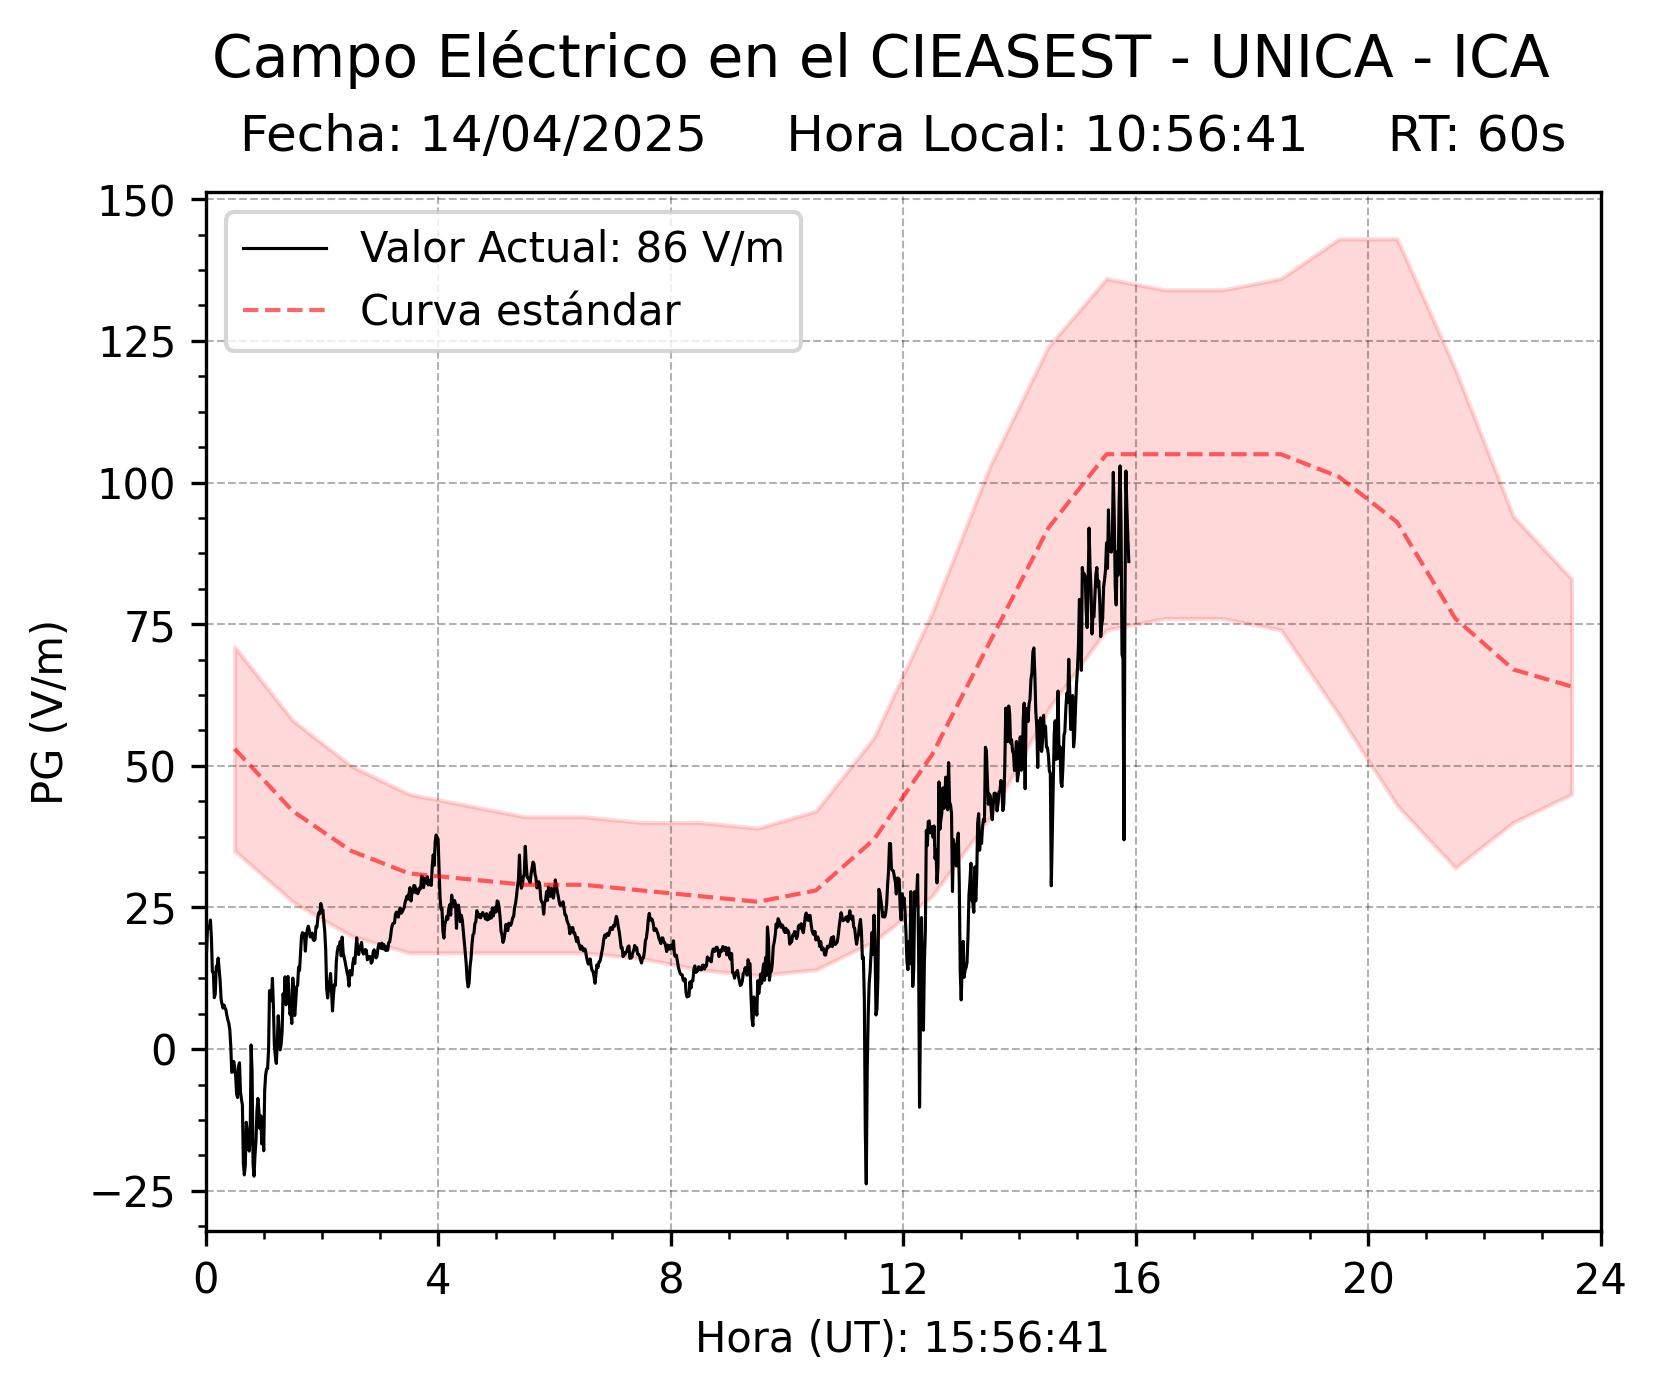 Campo Eléctrico en el CIEASEST - UNICA - ICA
Fecha: 14/04/2025 Hora Local: 10:56:41 RT: 60s
Valor Actual: 86 V/m
Curva estándar
150
125
100
75
50
25
0
−25
PG (V/m)
0 4 8 12 16 20 24
Hora (UT): 15:56:41